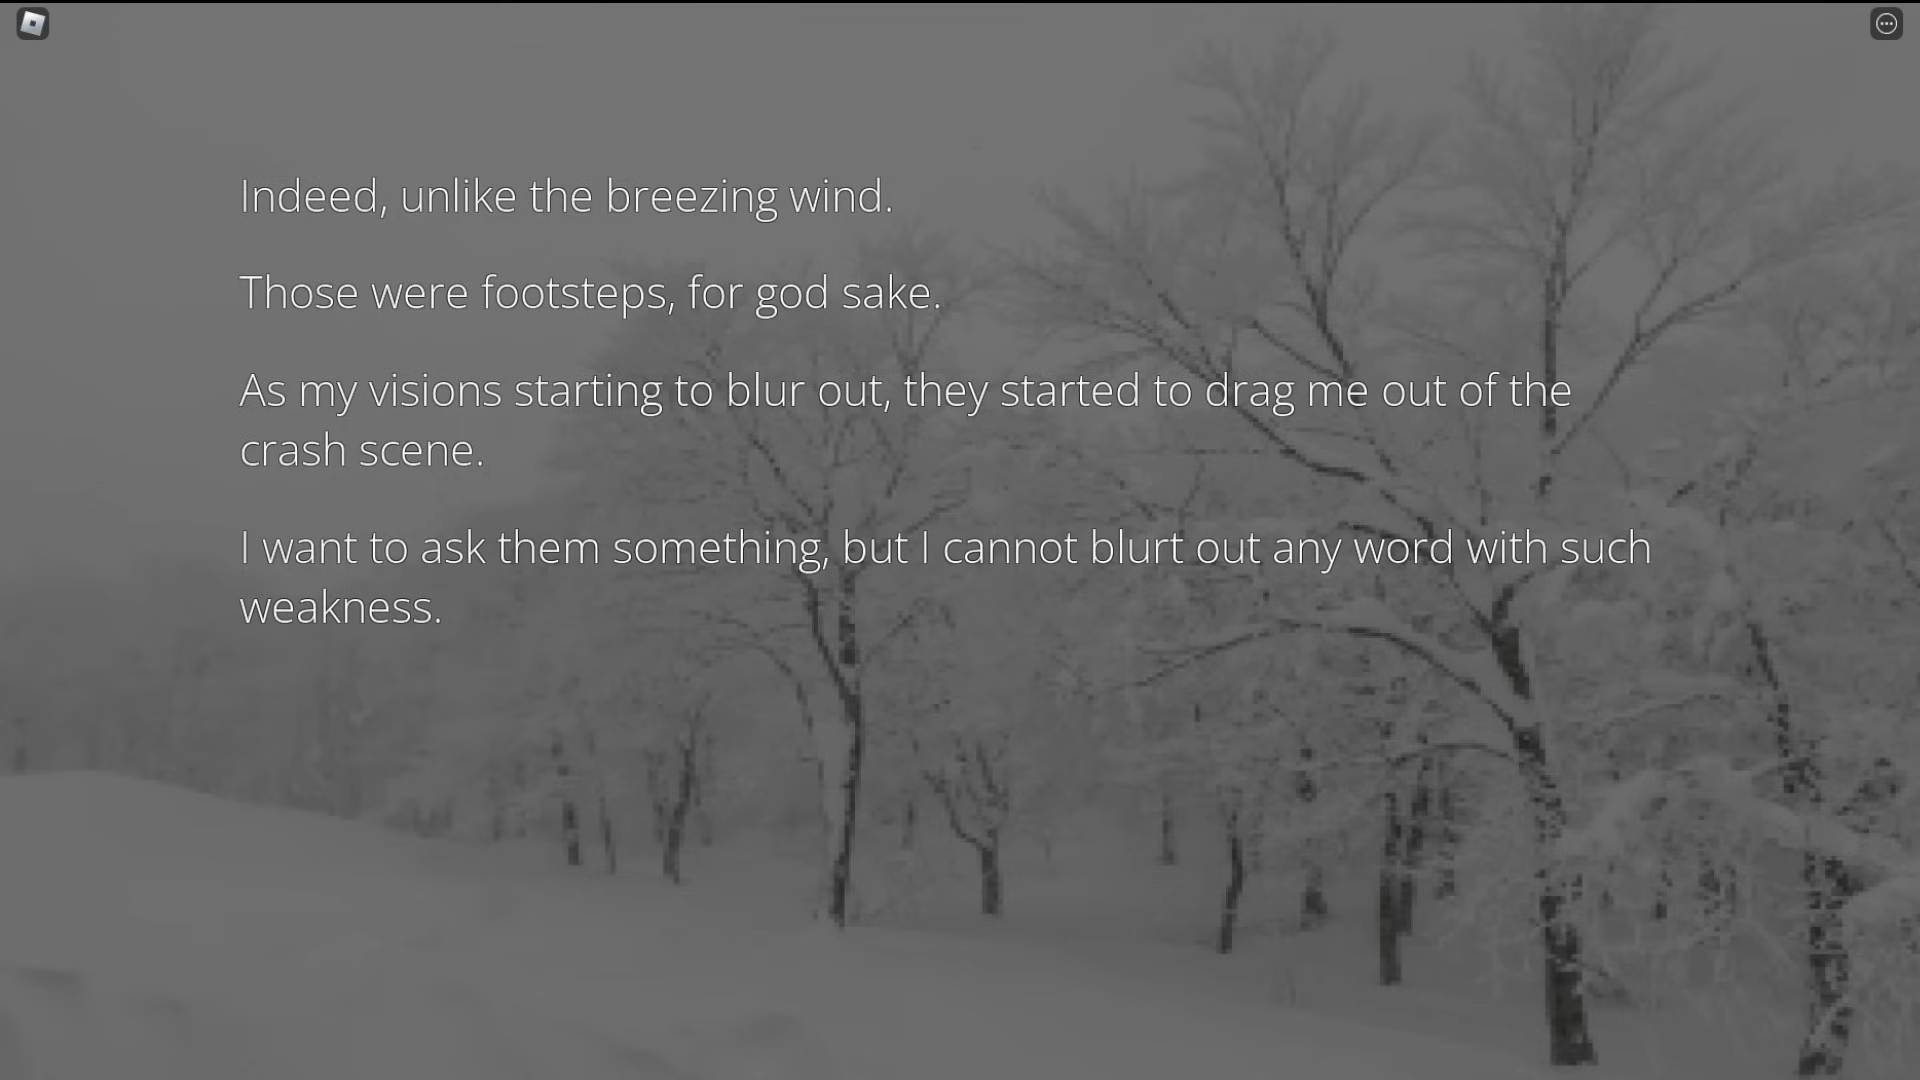 Indeed, unlike the breezing wind.
Those were footsteps, for god sake.
As my visions starting to blur out, they started to drag me out of the
crash scene.
I want to ask them something, but I cannot blurt out any word with such
weakness.